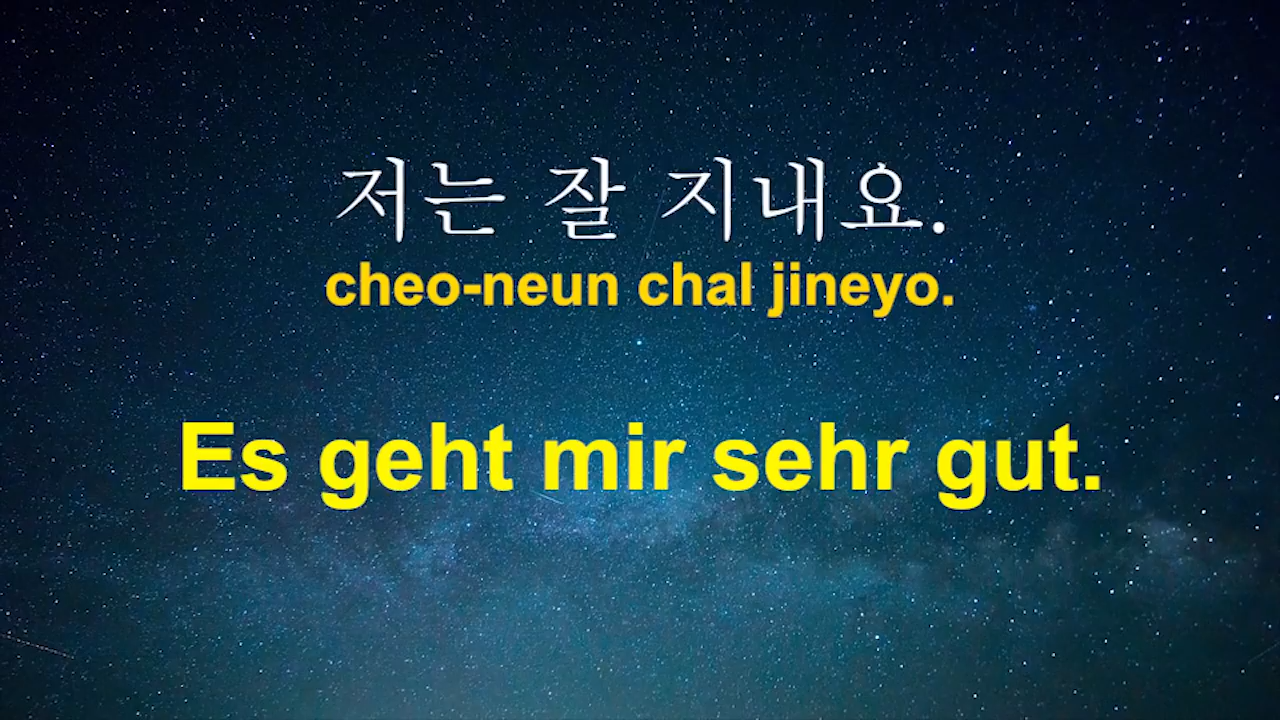 저는 잘 지내요.
cheo-neun chal jineyo.
Es geht mir sehr gut.